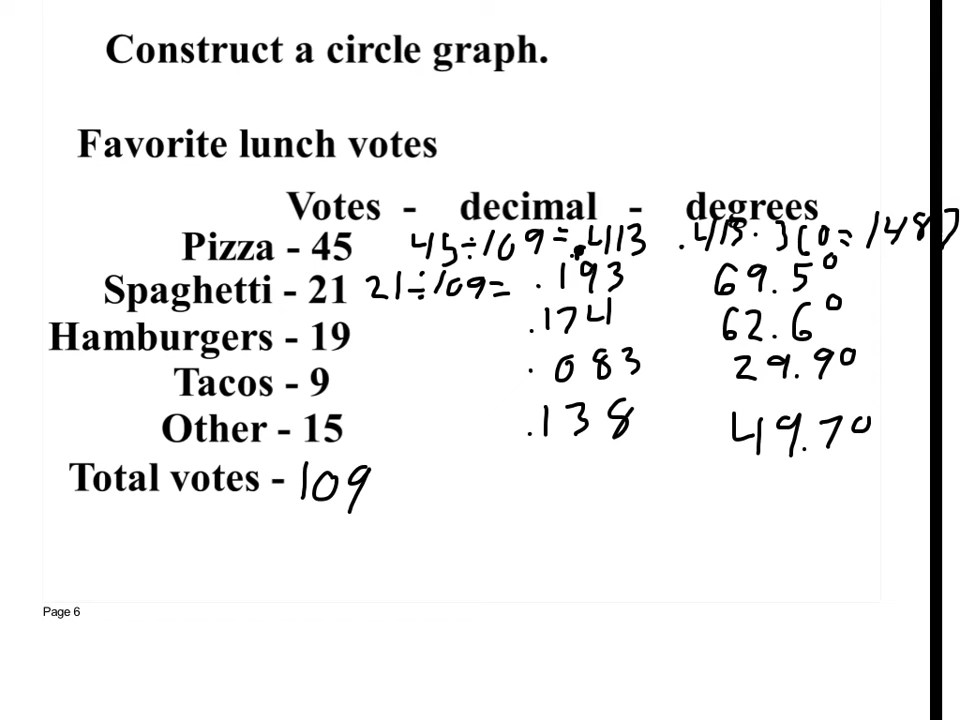 Construct a circle graph.
Favorite lunch votes
Votes - decimal - degrees
Pizza - 45 45÷109=.413 .413·360=1487
Spaghetti - 21 21÷109= .193 69.5°
Hamburgers - 19 .174 62.6°
Tacos - 9 .083 29.9°
Other - 15 .138 49.7°
Total votes - 109
Page 6